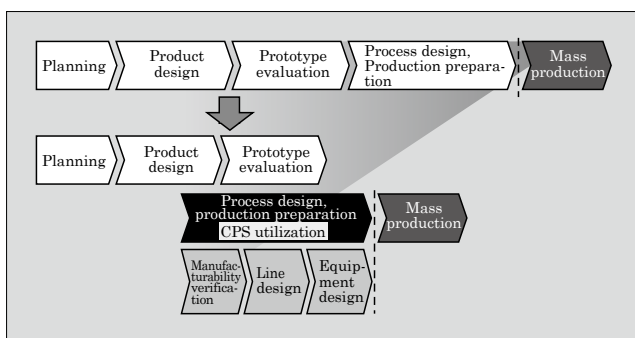 Planning
Product
design
Prototype
evaluation
Process design,
Production prepara-
tion
Mass
production
Planning
Product
design
Prototype
evaluation
Process design,
production preparation
CPS utilization
Mass
production
Manufac-
turability
verifica-
tion
Line
design
Equip-
ment
design